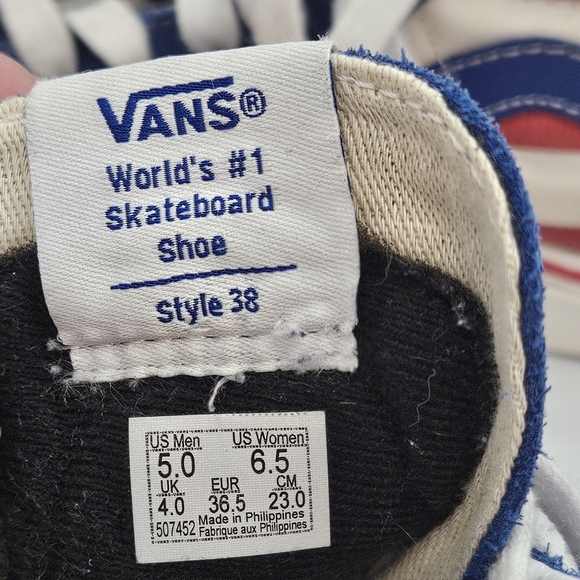 VANS®
World's #1
Skateboard
Shoe
Style 38
US Men US Women
5.0 6.5
UK EUR CM
4.0 36.5 23.0
507452 Made in Philippines
Fabrique aux Philippines